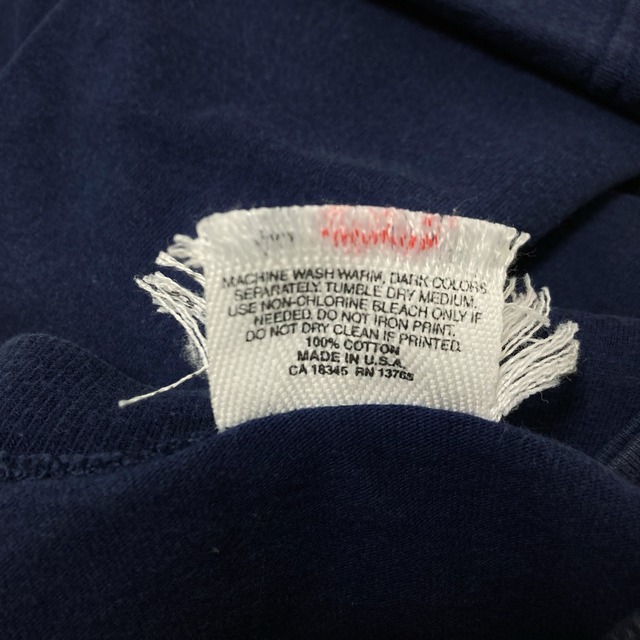 MACHINE WASH WARM, DARK COLORS
SEPARATELY. TUMBLE DRY MEDIUM.
USE NON-CHLORINE BLEACH ONLY IF
NEEDED. DO NOT IRON PRINT.
DO NOT DRY CLEAN IF PRINTED.
100% COTTON
MADE IN U.S.A.
CA 18345 RN 13765